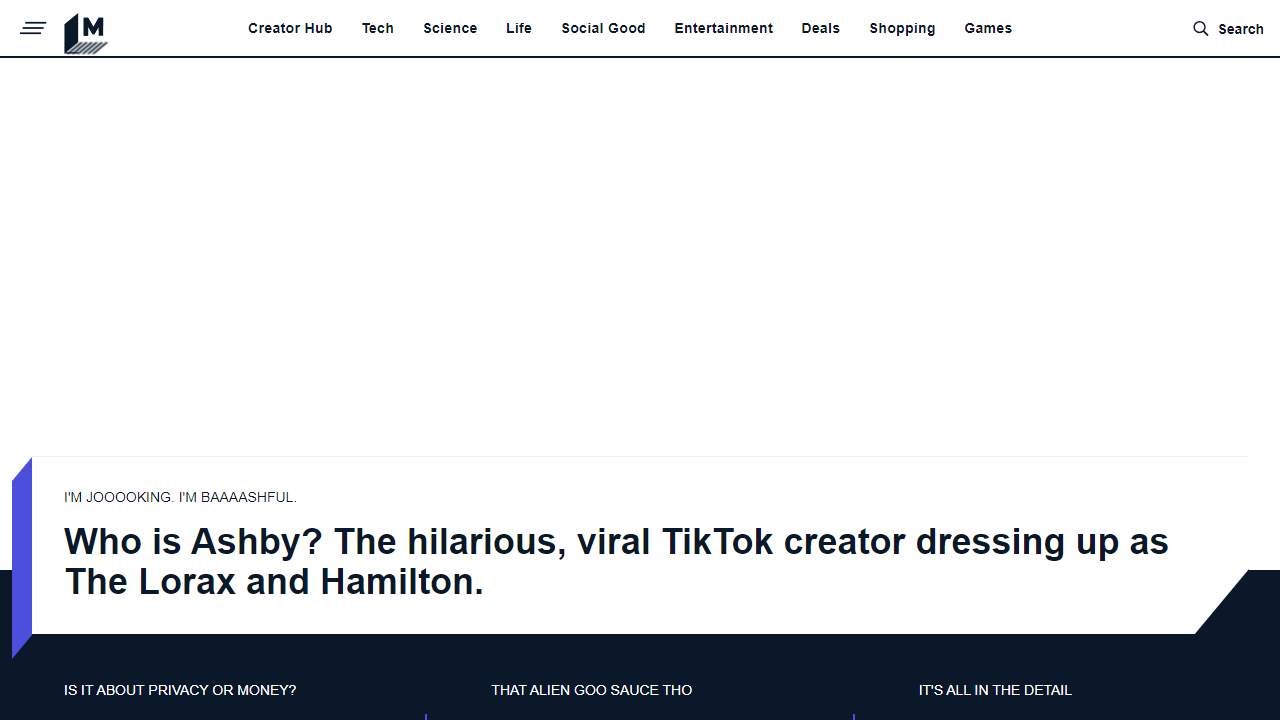 M
Creator Hub Tech Science Life Social Good Entertainment Deals Shopping Games
Search
I'M JOOOOKING. I'M BAAAASHFUL.
Who is Ashby? The hilarious, viral TikTok creator dressing up as
The Lorax and Hamilton.
IS IT ABOUT PRIVACY OR MONEY?
THAT ALIEN GOO SAUCE THO
IT'S ALL IN THE DETAIL